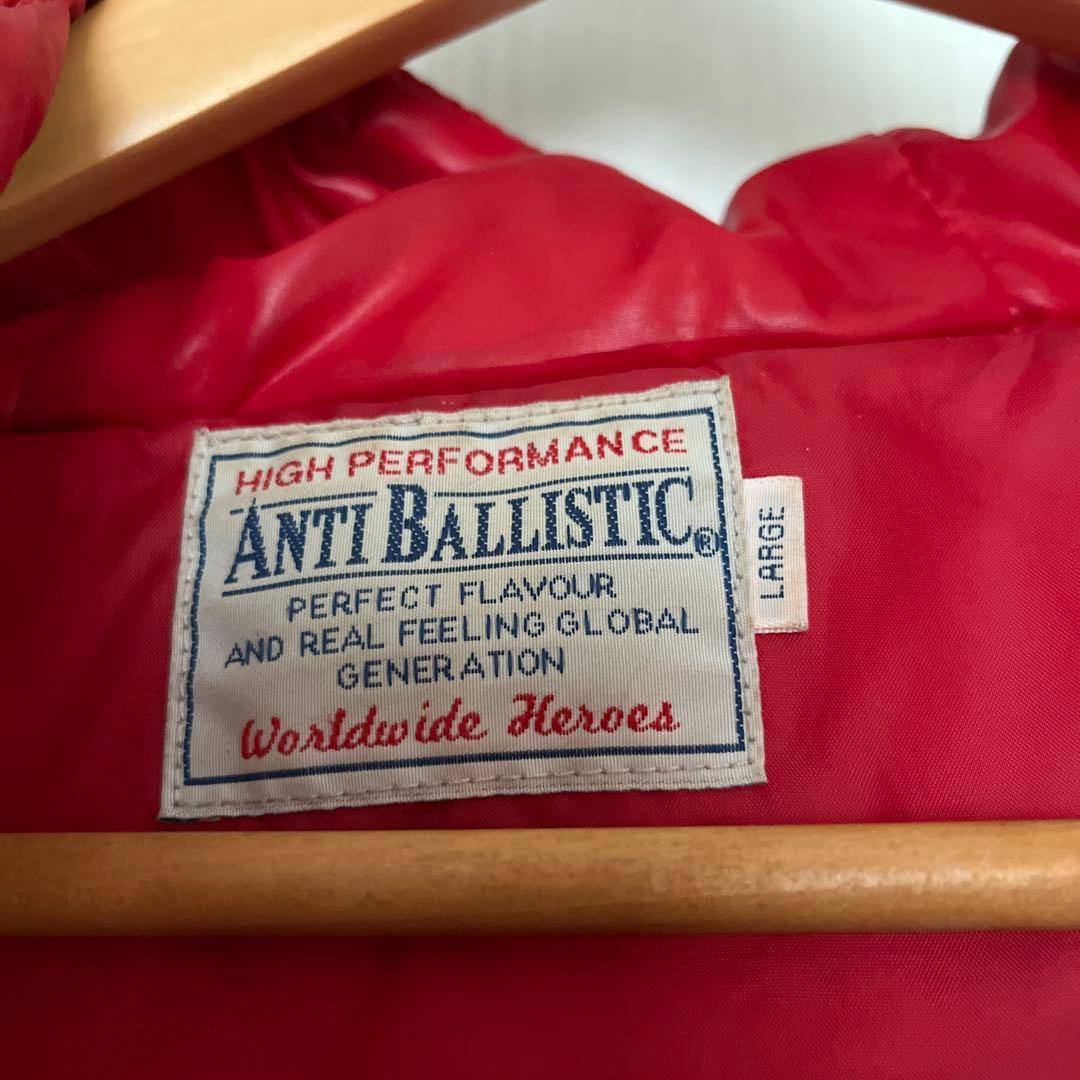 HIGH PERFORMANCE
ANTI BALLISTIC®
PERFECT FLAVOUR
AND REAL FEELING GLOBAL
GENERATION
Worldwide Heroes
LARGE